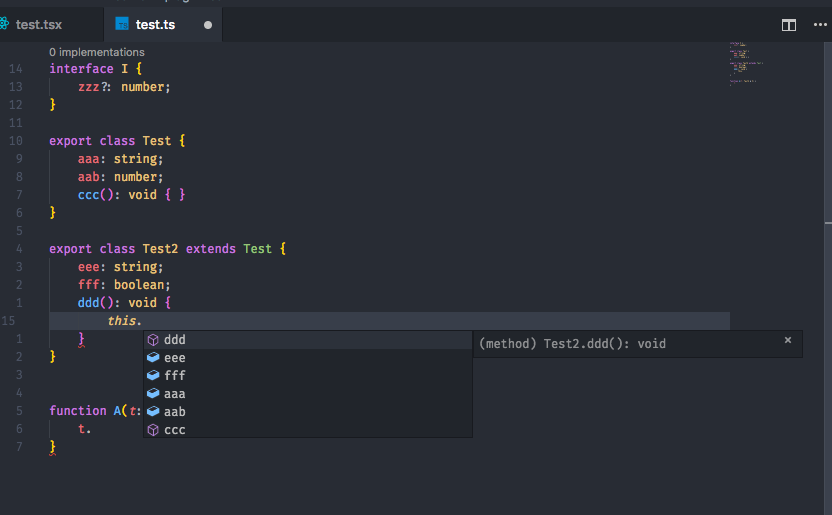 test.tsx
TS test.ts
0 implementations
14 interface I {
13 zzz?: number;
12 }
11
10 export class Test {
9 aaa: string;
8 aab: number;
7 ccc(): void { }
6 }
5
4 export class Test2 extends Test {
3 eee: string;
2 fff: boolean;
1 ddd(): void {
15 this.
1 }
ddd
(method) Test2.ddd(): void ×
2 }
eee
3
fff
4
aaa
5 function A(t:
aab
6 t.
ccc
7 }